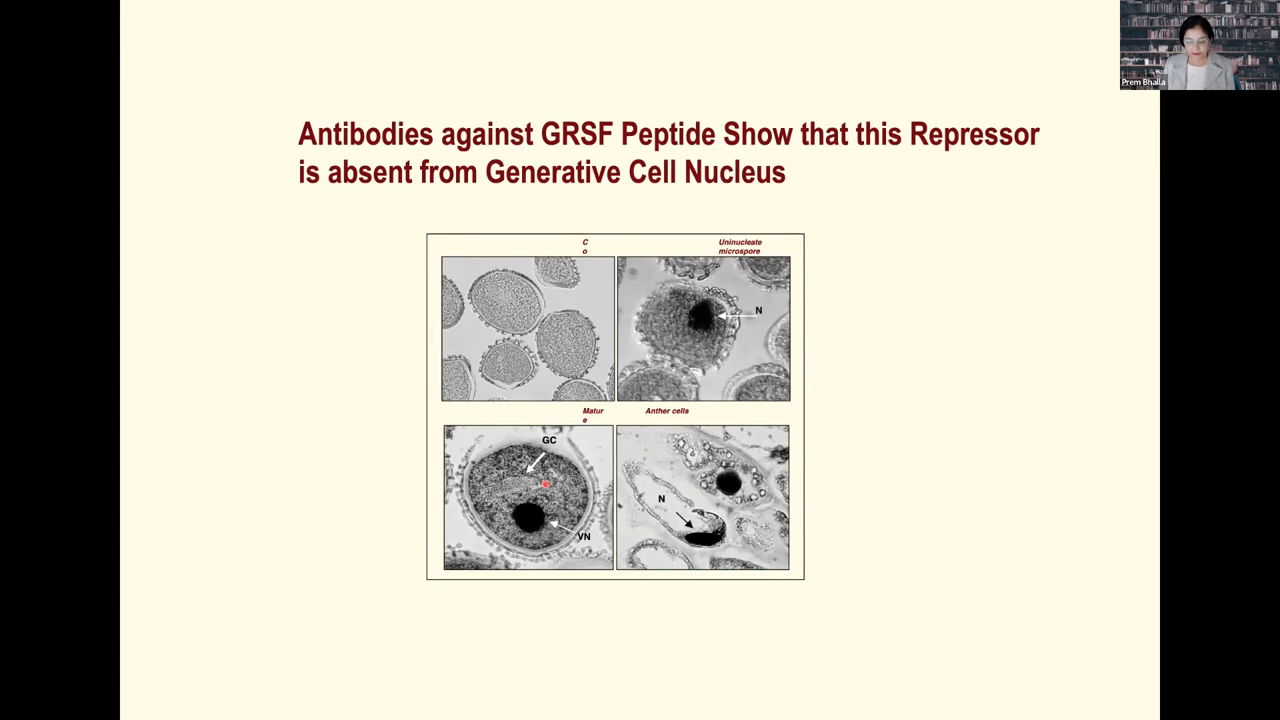 Prem Bhalla
Antibodies against GRSF Peptide Show that this Repressor
is absent from Generative Cell Nucleus
C
o
Uninucleate
microspore
N
Matur
e
Anther cells
GC
VN
N